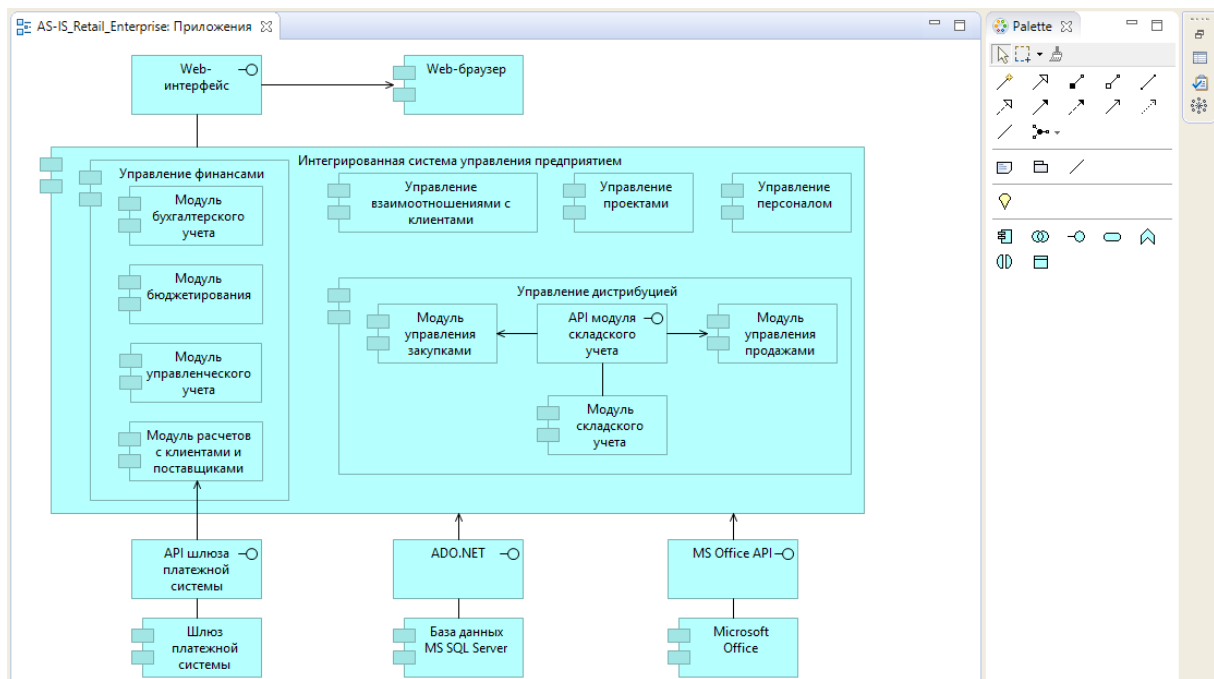 AS-IS_Retail_Enterprise: Приложения
Palette
Web-
интерфейс
Web-браузер
Интегрированная система управления предприятием
Управление финансами
Модуль
бухгалтерского
учета
Модуль
бюджетирования
Модуль
управленческого
учета
Модуль расчетов
с клиентами и
поставщиками
Управление
взаимоотношениями с
клиентами
Управление
проектами
Управление
персоналом
Управление дистрибуцией
Модуль
управления
закупками
API модуля
складского
учета
Модуль
управления
продажами
Модуль
складского
учета
API шлюза
платежной
системы
ADO.NET
MS Office API
Шлюз
платежной
системы
База данных
MS SQL Server
Microsoft
Office